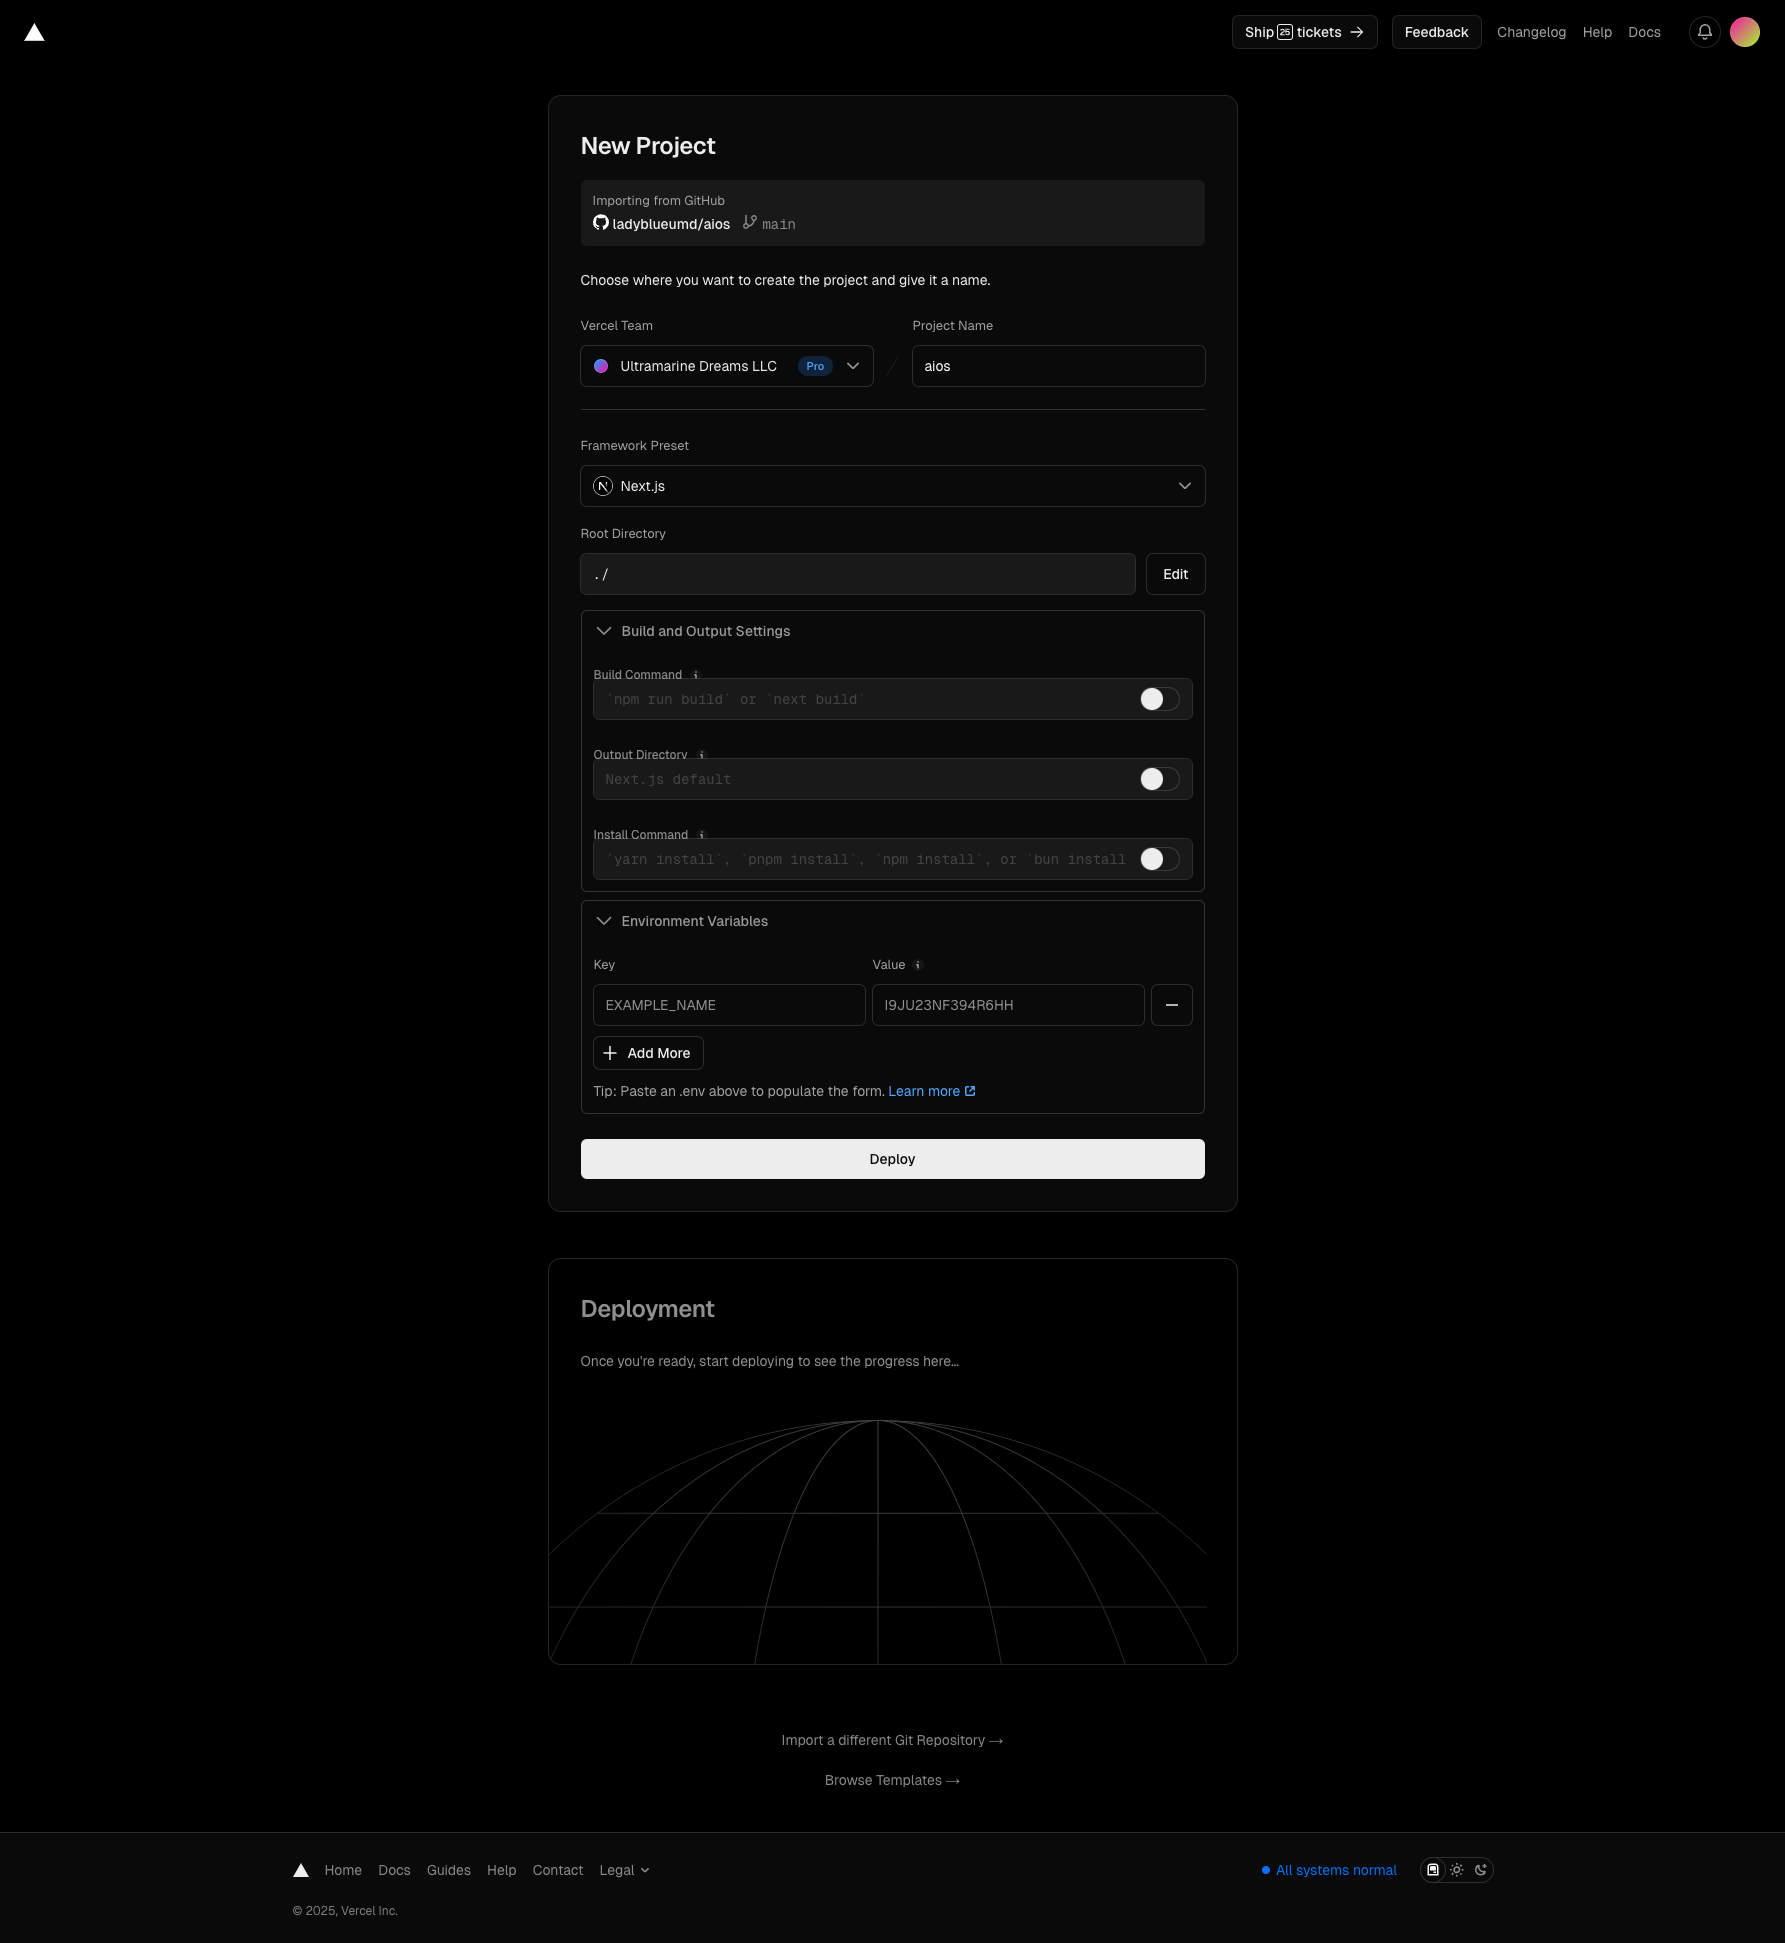 Ship 25 tickets →
Feedback
Changelog
Help
Docs
New Project
Importing from GitHub
ladyblueumd/aios main
Choose where you want to create the project and give it a name.
Vercel Team
Project Name
Ultramarine Dreams LLC Pro
/
aios
Framework Preset
Next.js
Root Directory
./
Edit
Build and Output Settings
Build Command
`npm run build` or `next build`
Output Directory
Next.js default
Install Command
`yarn install`, `pnpm install`, `npm install`, or `bun install
Environment Variables
Key
Value
EXAMPLE_NAME
I9JU23NF394R6HH
Add More
Tip: Paste an .env above to populate the form. Learn more
Deploy
Deployment
Once you're ready, start deploying to see the progress here...
Import a different Git Repository →
Browse Templates →
Home
Docs
Guides
Help
Contact
Legal
All systems normal
© 2025, Vercel Inc.